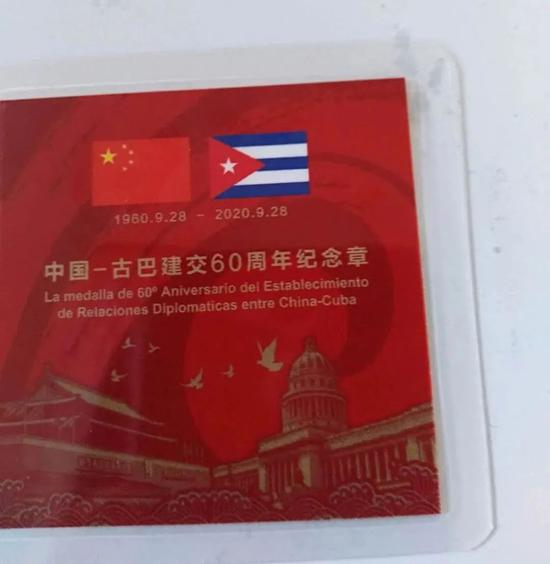 1960.9.28 - 2020.9.28
中国-古巴建交60周年纪念章
La medalla de 60º Aniversario del Establecimiento
de Relaciones Diplomaticas entre China-Cuba